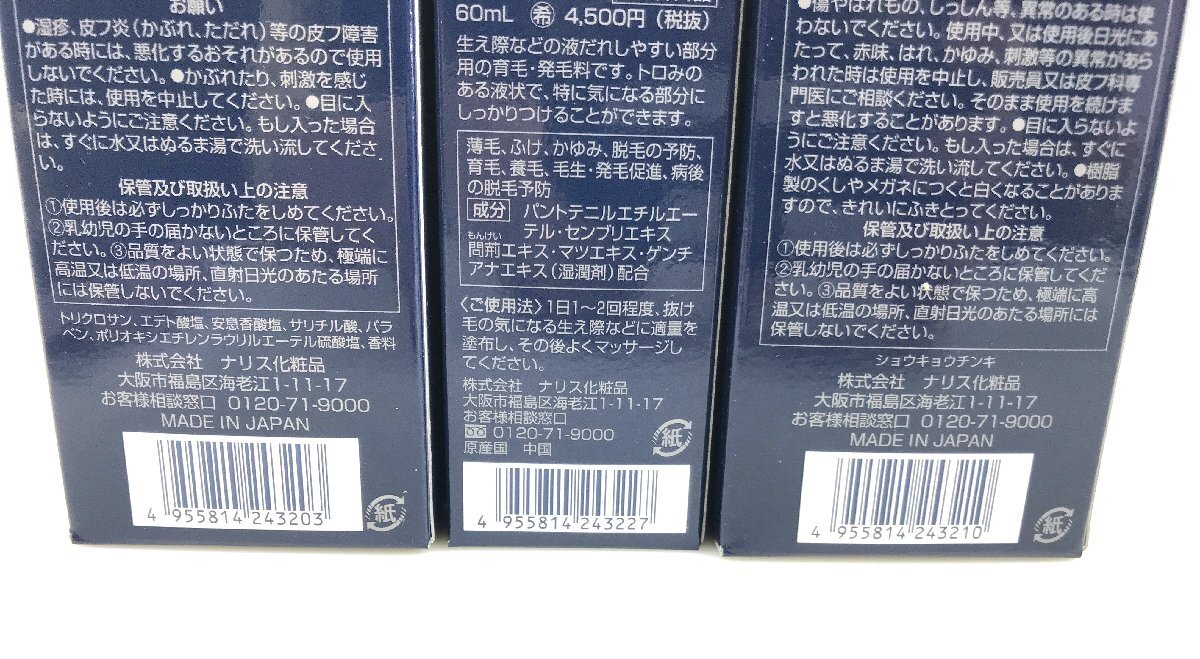 お願い
●湿疹、皮フ炎（かぶれ、ただれ）等の皮フ障害
がある時には、悪化するおそれがあるので使用
しないでください。●かぶれたり、刺激を感じ
た時には、使用を中止してください。●目に入
らないようにご注意ください。もし入った場合
は、すぐに水又はぬるま湯で洗い流してくださ
い。
保管及び取扱い上の注意
①使用後は必ずしっかりふたをしめてください。
②乳幼児の手の届かないところに保管してく
ださい。③品質をよい状態で保つため、極端に
高温又は低温の場所、直射日光のあたる場所
には保管しないでください。
トリクロサン、エデト酸塩、安息香酸塩、サリチル酸、パラ
ベン、ポリオキシエチレンラウリルエーテル硫酸塩、香料
株式会社 ナリス化粧品
大阪市福島区海老江1-11-17
お客様相談窓口 0120-71-9000
MADE IN JAPAN
4 955814 243203
紙
60mL 希 4,500円（税抜）
生え際などの液だれしやすい部分
用の育毛・発毛料です。トロみの
ある液状で、特に気になる部分に
しっかりつけることができます。
薄毛、ふけ、かゆみ、脱毛の予防、
育毛、養毛、毛生・発毛促進、病後
の脱毛予防
成分 パントテニルエチルエー
テル・センブリエキス
もんけい
問荊エキス・マツエキス・ゲンチ
アナエキス（湿潤剤）配合
〈ご使用法〉1日1〜2回程度、抜け
毛の気になる生え際などに適量を
塗布し、その後よくマッサージし
てください。
株式会社 ナリス化粧品
大阪市福島区海老江1-11-17
お客様相談窓口
0120-71-9000
原産国 中国
紙
4 955814 243227
●傷やはれもの、しっしん等、異常のある時は使
わないでください。使用中、又は使用後日光にあ
たって、赤味、はれ、かゆみ、刺激等の異常があら
われた時は使用を中止し、販売員又は皮フ科専
門医にご相談ください。そのまま使用を続けま
すと悪化することがあります。●目に入らないよ
うにご注意ください。もし入った場合は、すぐに
水又はぬるま湯で洗い流してください。●樹脂
製のくしやメガネにつくと白くなることがありま
すので、きれいにふきとってください。
保管及び取扱い上の注意
①使用後は必ずしっかりふたをしめてください。
②乳幼児の手の届かないところに保管してくだ
さい。③品質をよい状態で保つため、極端に高
温又は低温の場所、直射日光のあたる場所には
保管しないでください。
ショウキョウチンキ
株式会社 ナリス化粧品
大阪市福島区海老江1-11-17
お客様相談窓口 0120-71-9000
MADE IN JAPAN
4 955814 243210
紙